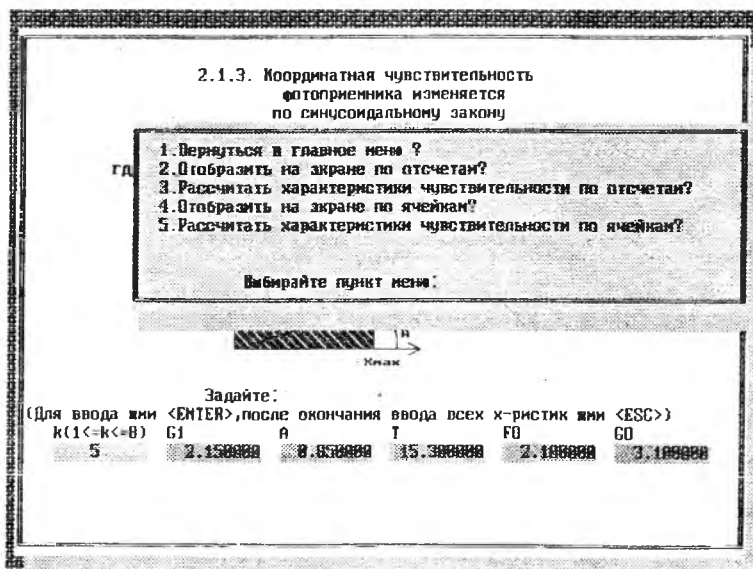 2.1.3. Координатная чувствительность
фотоприемника изменяется
по синусоидальному закону
ГД
1.Вернуться в главное меню ?
2.Отобразить на экране по отсчетам?
3.Рассчитать характеристики чувствительности по отсчетам?
4.Отобразить на экране по ячейкам?
5.Рассчитать характеристики чувствительности по ячейкам?
Выбирайте пункт меню:
A
Xмак
Задайте:
(Для ввода жми <ENTER>,после окончания ввода всех х-ристик жми <ESC>)
k(1<=k<=8) G1 A T F0 G0
5 2.150000 0.850000 15.300000 2.100000 3.100000